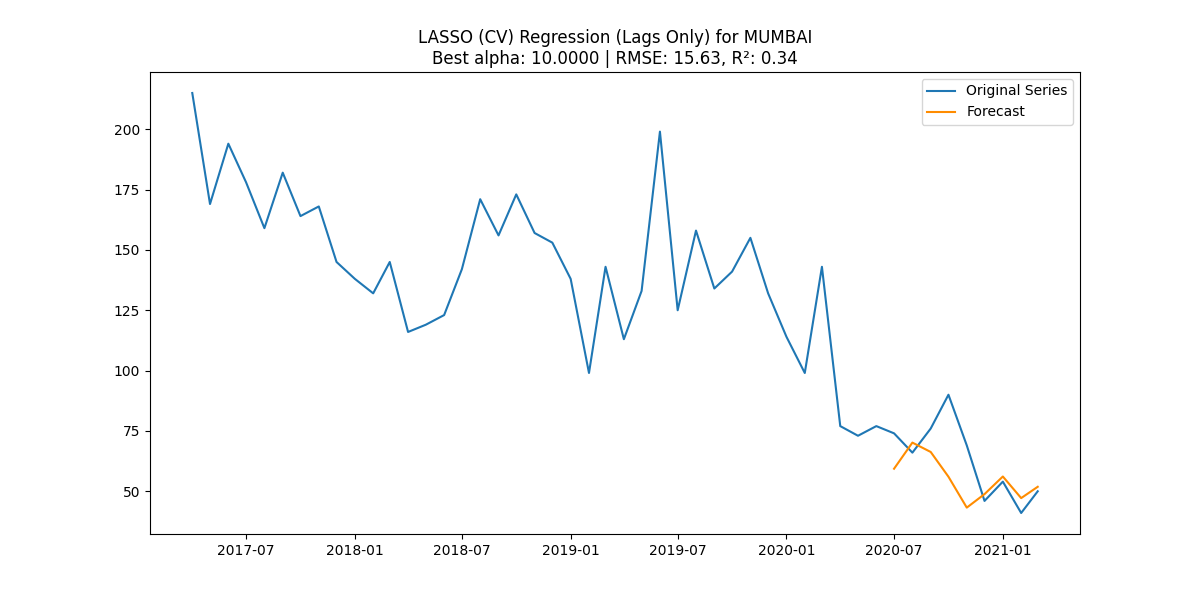 LASSO (CV) Regression (Lags Only) for MUMBAI
Best alpha: 10.0000 | RMSE: 15.63, R²: 0.34
Original Series
Forecast
200
175
150
125
100
75
50
2017-07 2018-01 2018-07 2019-01 2019-07 2020-01 2020-07 2021-01